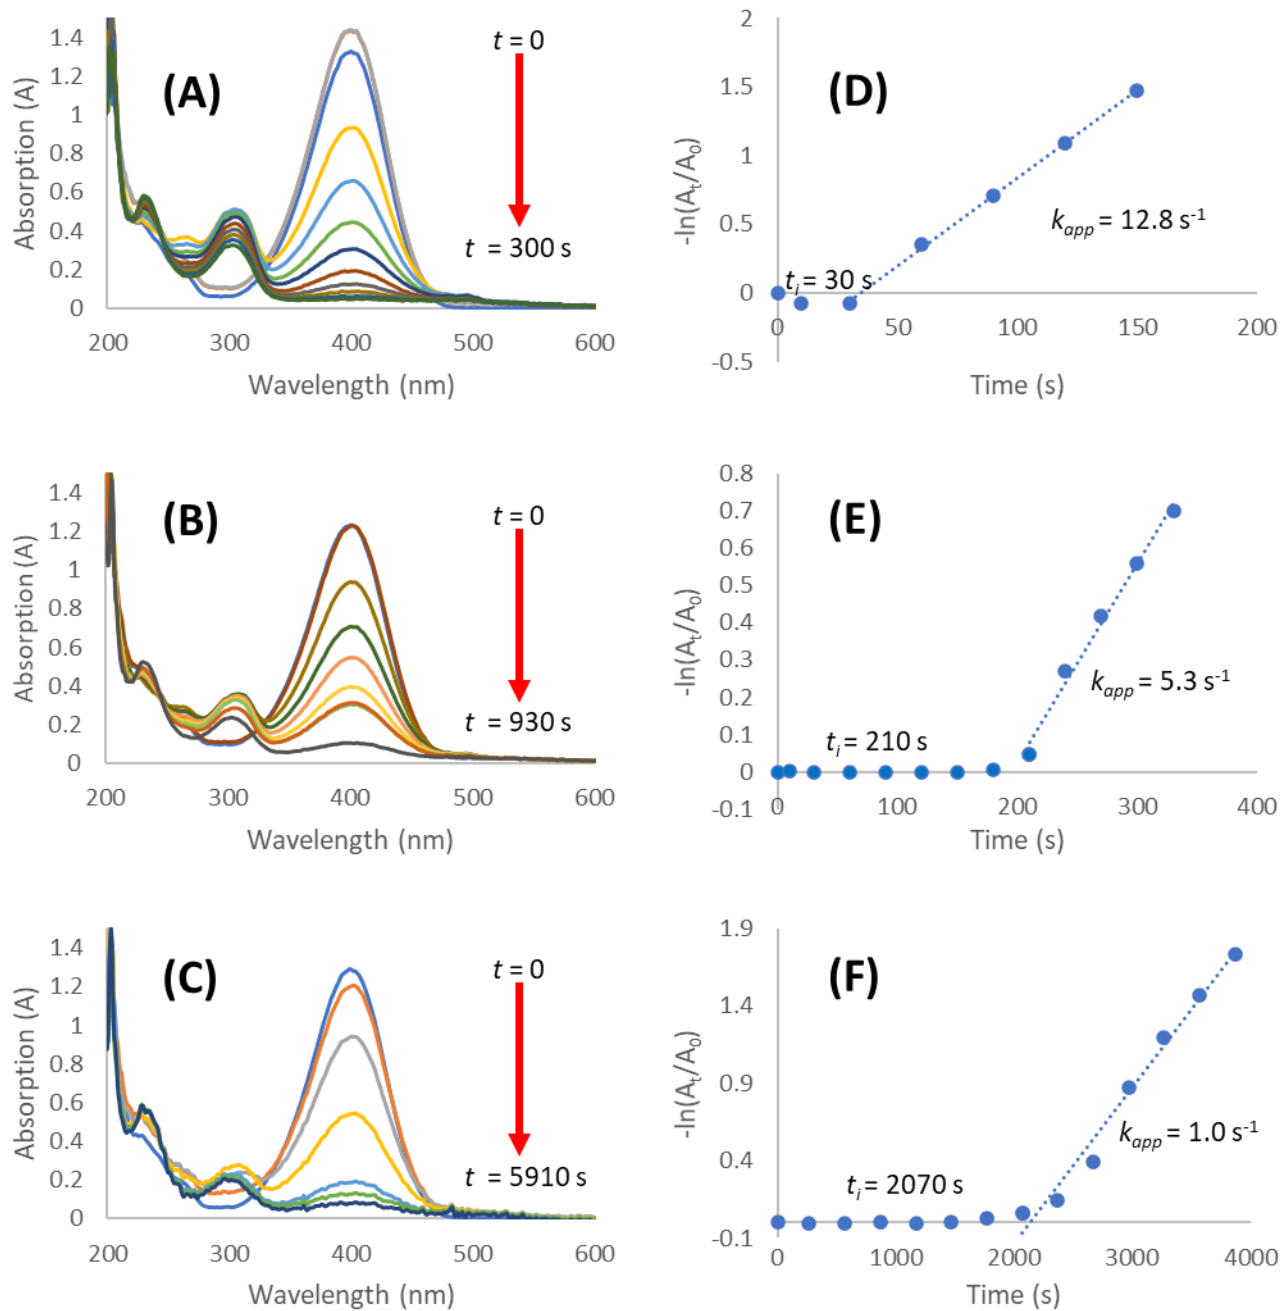 (A)
t = 0
t = 300 s
1.4
1.2
1
0.8
0.6
0.4
0.2
0
200 300 400 500 600
Absorption (A)
Wavelength (nm)
(D)
2
1.5
1
0.5
0
-0.5
0 50 100 150 200
-ln(Aₜ/A₀)
Time (s)
tᵢ = 30 s
k_app = 12.8 s⁻¹
(B)
t = 0
t = 930 s
1.4
1.2
1
0.8
0.6
0.4
0.2
0
200 300 400 500 600
Absorption (A)
Wavelength (nm)
(E)
0.8
0.7
0.6
0.5
0.4
0.3
0.2
0.1
0
-0.1
0 100 200 300 400
-ln(Aₜ/A₀)
Time (s)
tᵢ = 210 s
k_app = 5.3 s⁻¹
(C)
t = 0
t = 5910 s
1.4
1.2
1
0.8
0.6
0.4
0.2
0
200 300 400 500 600
Absorption (A)
Wavelength (nm)
(F)
1.9
1.4
0.9
0.4
-0.1
0 1000 2000 3000 4000
-ln(Aₜ/A₀)
Time (s)
tᵢ = 2070 s
k_app = 1.0 s⁻¹